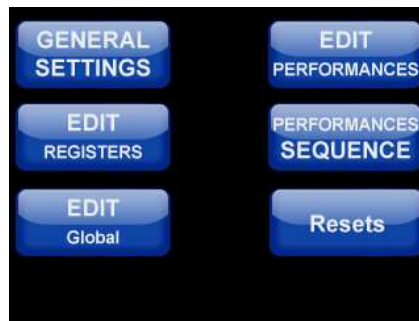 GENERAL
SETTINGS
EDIT
PERFORMANCES
EDIT
REGISTERS
PERFORMANCES
SEQUENCE
EDIT
Global
Resets